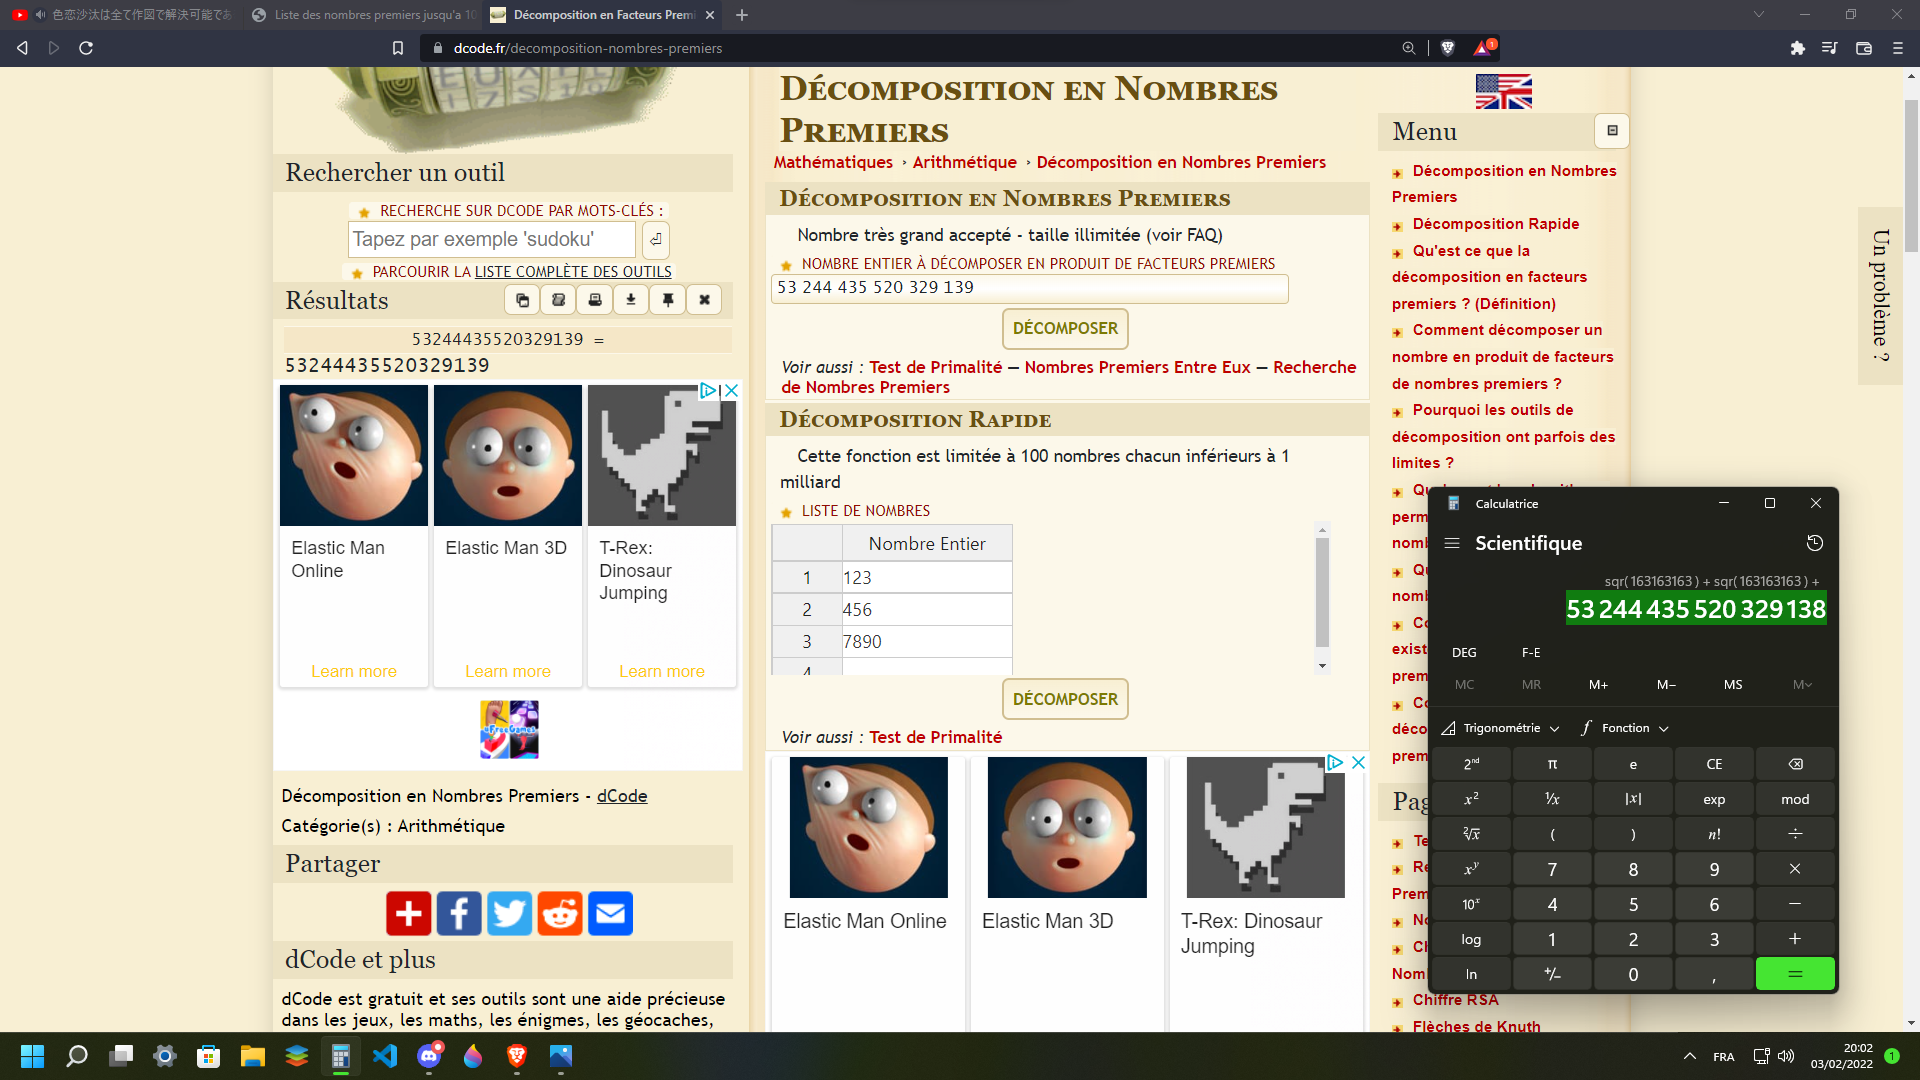 色恋沙汰は全て作図で解決可能であ
Liste des nombres premiers jusqu'a 10
Décomposition en Facteurs Premi
dcode.fr/decomposition-nombres-premiers
1
EUXII
17S19
Rechercher un outil
RECHERCHE SUR DCODE PAR MOTS-CLÉS :
Tapez par exemple 'sudoku'
PARCOURIR LA LISTE COMPLÈTE DES OUTILS
Résultats
53244435520329139 =
53244435520329139
Elastic Man Online
Elastic Man 3D
T-Rex: Dinosaur Jumping
Learn more
Learn more
Learn more
FreeGames
Décomposition en Nombres Premiers - dCode
Catégorie(s) : Arithmétique
Partager
dCode et plus
dCode est gratuit et ses outils sont une aide précieuse
dans les jeux, les maths, les énigmes, les géocaches,
Décomposition en Nombres
Premiers
Mathématiques › Arithmétique › Décomposition en Nombres Premiers
Décomposition en Nombres Premiers
Nombre très grand accepté - taille illimitée (voir FAQ)
NOMBRE ENTIER À DÉCOMPOSER EN PRODUIT DE FACTEURS PREMIERS
53 244 435 520 329 139
DÉCOMPOSER
Voir aussi : Test de Primalité — Nombres Premiers Entre Eux — Recherche
de Nombres Premiers
Décomposition Rapide
Cette fonction est limitée à 100 nombres chacun inférieurs à 1
milliard
LISTE DE NOMBRES
Nombre Entier
1 123
2 456
3 7890
4
DÉCOMPOSER
Voir aussi : Test de Primalité
Elastic Man Online
Elastic Man 3D
T-Rex: Dinosaur
Jumping
Menu
Décomposition en Nombres
Premiers
Décomposition Rapide
Qu'est ce que la
décomposition en facteurs
premiers ? (Définition)
Comment décomposer un
nombre en produit de facteurs
de nombres premiers ?
Pourquoi les outils de
décomposition ont parfois des
limites ?
perm
nomb
Qu
nomb
Co
exist
prem
Co
déco
prem
Pag
Te
Re
Prem
No
Ch
Nom
Chiffre RSA
Flèches de Knuth
Un problème ?
Calculatrice
Scientifique
sqr( 163163163 ) + sqr( 163163163 ) +
53 244 435 520 329 138
DEG F-E
MC MR M+ M− MS M
Trigonométrie Fonction
2nd π e CE
x² ¹⁄x |x| exp mod
²√x ( ) n! ÷
xʸ 7 8 9 ×
10ˣ 4 5 6 −
log 1 2 3 +
ln +/− 0 , =
FRA
20:02
03/02/2022
1